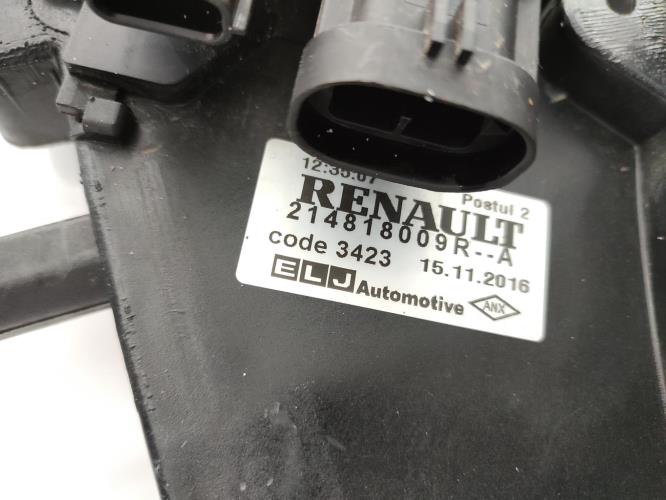 12:35:07 Postul 2
RENAULT
214818009R--A
code 3423 15.11.2016
ELJ Automotive ANX